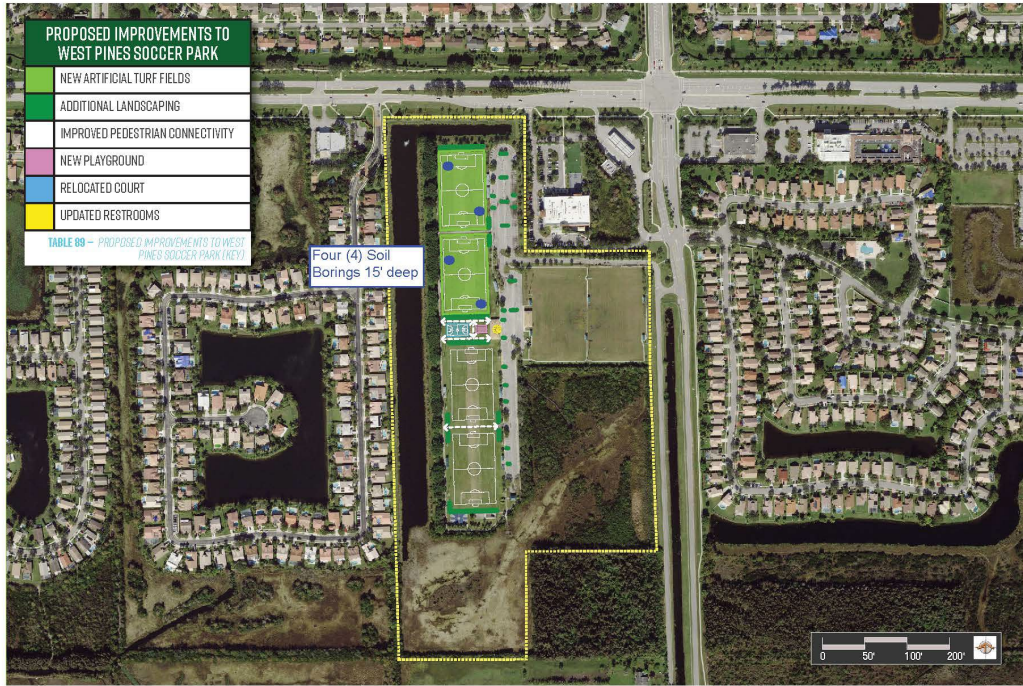 PROPOSED IMPROVEMENTS TO
WEST PINES SOCCER PARK
NEW ARTIFICIAL TURF FIELDS
ADDITIONAL LANDSCAPING
IMPROVED PEDESTRIAN CONNECTIVITY
NEW PLAYGROUND
RELOCATED COURT
UPDATED RESTROOMS
TABLE 89 – PROPOSED IMPROVEMENTS TO WEST
PINES SOCCER PARK (KEY).
Four (4) Soil
Borings 15' deep
0 50' 100' 200'